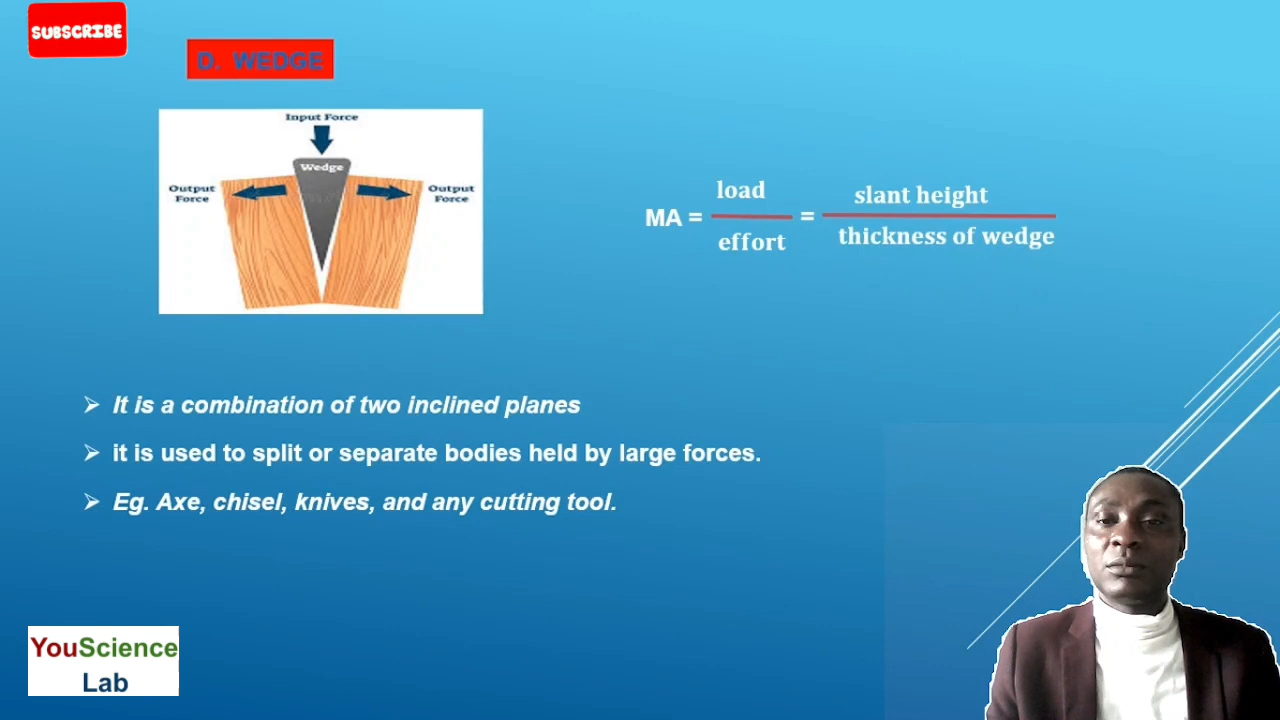 SUBSCRIBE
D. WEDGE
Input Force
Wedge
Output
Force
Output
Force
MA = load / effort = slant height / thickness of wedge
It is a combination of two inclined planes
it is used to split or separate bodies held by large forces.
Eg. Axe, chisel, knives, and any cutting tool.
YouScience
Lab